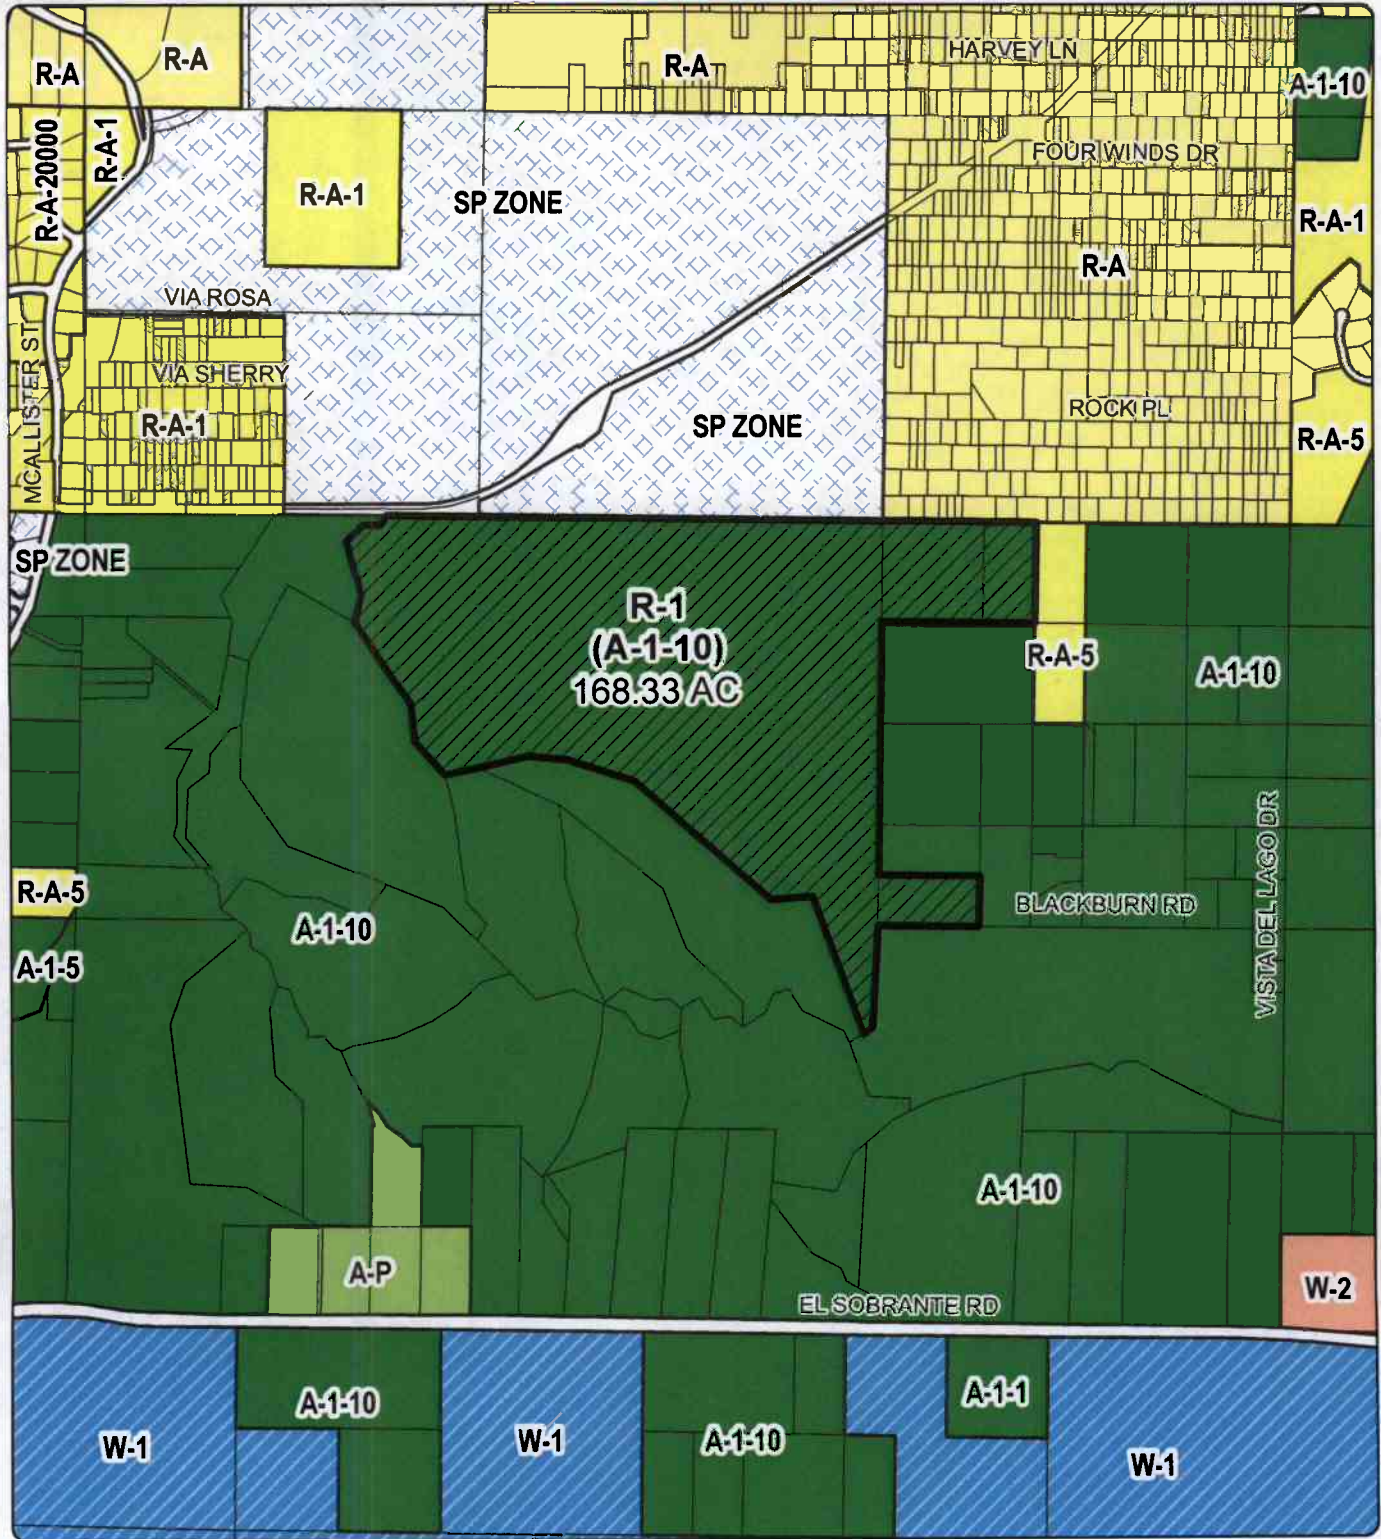 R-A
R-A
R-A
HARVEY LN
A-1-10
R-A-20000
R-A-1
R-A-1
SP ZONE
FOUR WINDS DR
R-A-1
R-A
VIA ROSA
MCALLISTER ST
VIA SHERRY
R-A-1
SP ZONE
ROCK PL
R-A-5
SP ZONE
R-1
(A-1-10)
168.33 AC
R-A-5
A-1-10
R-A-5
A-1-10
BLACKBURN RD
VISTA DEL LAGO DR
A-1-5
A-1-10
A-P
EL SOBRANTE RD
W-2
A-1-10
A-1-1
W-1
W-1
A-1-10
W-1